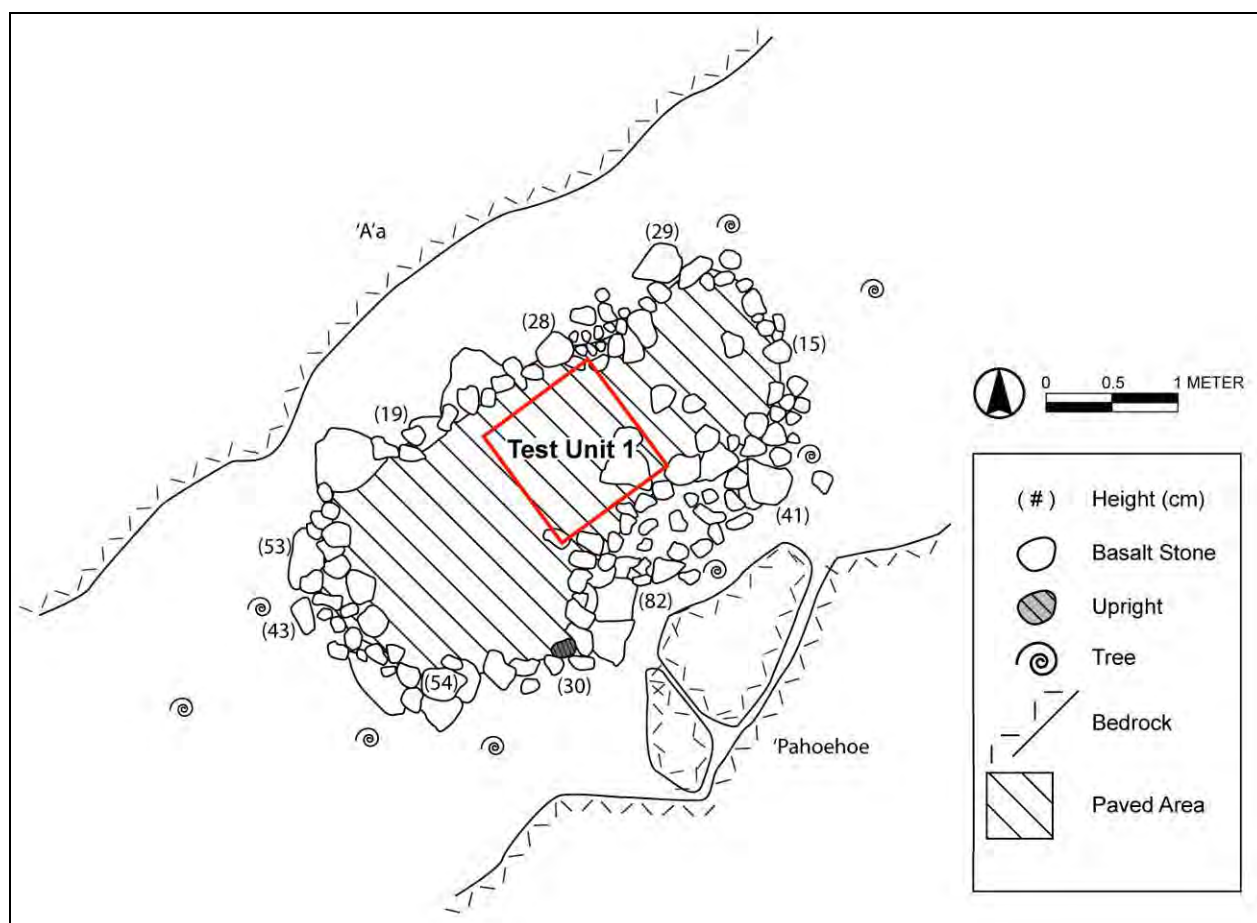 'A'a
(29)
(28)
(15)
(19)
Test Unit 1
(41)
(53)
(43)
(82)
(54)
(30)
'Pahoehoe
0 0.5 1 METER
(#) Height (cm)
Basalt Stone
Upright
Tree
Bedrock
Paved Area